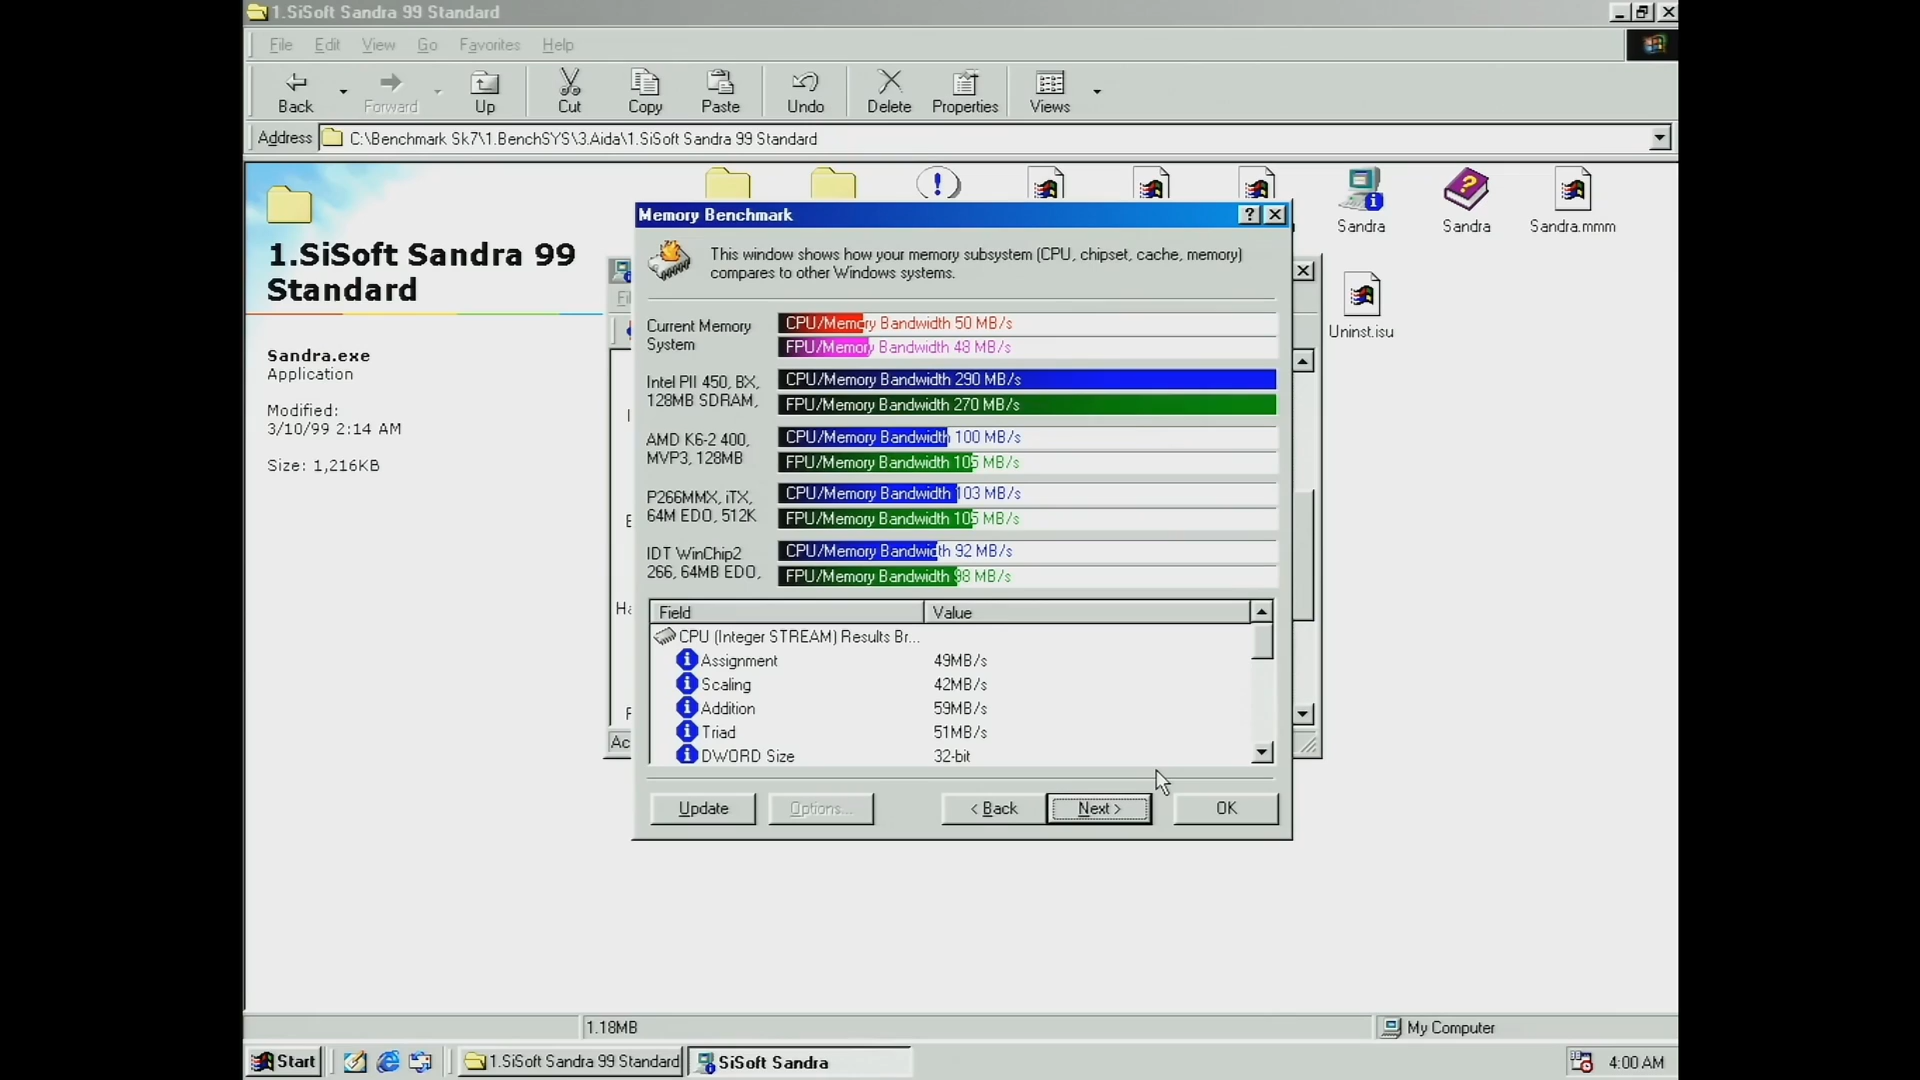 1.SiSoft Sandra 99 Standard
File Edit View Go Favorites Help
Back Forward Up Cut Copy Paste Undo Delete Properties Views
Address C:\Benchmark Sk7\1.BenchSYS\3.Aida\1.SiSoft Sandra 99 Standard
1.SiSoft Sandra 99
Standard
Sandra.exe
Application
Modified:
3/10/99 2:14 AM
Size: 1,216KB
Sandra
Sandra
Sandra.mmm
Uninst.isu
Memory Benchmark
This window shows how your memory subsystem (CPU, chipset, cache, memory)
compares to other Windows systems.
Current Memory
System
CPU/Memory Bandwidth 50 MB/s
FPU/Memory Bandwidth 48 MB/s
Intel PII 450, BX,
128MB SDRAM,
CPU/Memory Bandwidth 290 MB/s
FPU/Memory Bandwidth 270 MB/s
AMD K6-2 400,
MVP3, 128MB
CPU/Memory Bandwidth 100 MB/s
FPU/Memory Bandwidth 105 MB/s
P266MMX, iTX,
64M EDO, 512K
CPU/Memory Bandwidth 103 MB/s
FPU/Memory Bandwidth 105 MB/s
IDT WinChip2
266, 64MB EDO,
CPU/Memory Bandwidth 92 MB/s
FPU/Memory Bandwidth 98 MB/s
Field Value
CPU (Integer STREAM) Results Br...
Assignment 49MB/s
Scaling 42MB/s
Addition 59MB/s
Triad 51MB/s
DWORD Size 32-bit
Update Options... < Back Next > OK
1.18MB
My Computer
Start 1.SiSoft Sandra 99 Standard SiSoft Sandra 4:00 AM